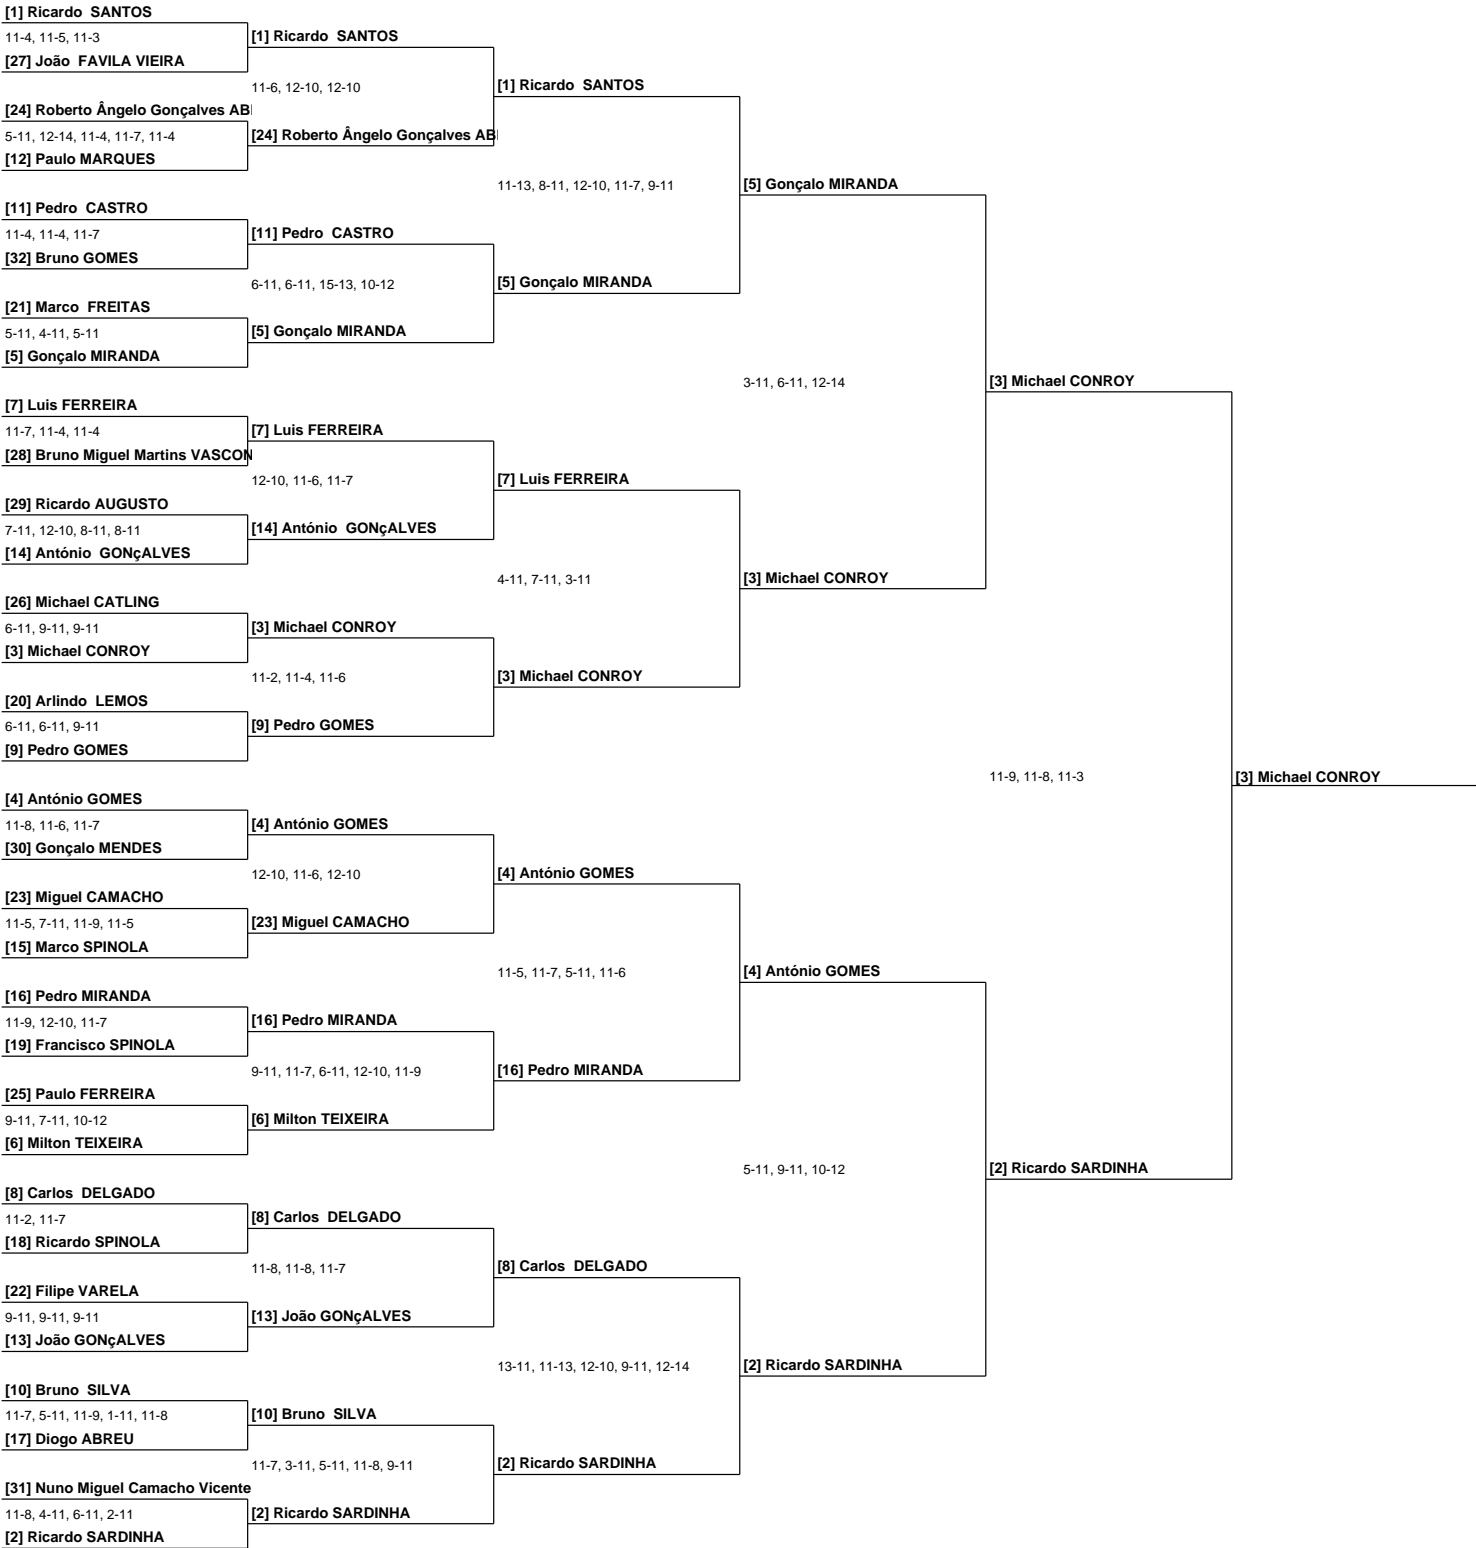 [1] Ricardo  SANTOS
11-4, 11-5, 11-3
[1] Ricardo  SANTOS
[27] João  FAVILA VIEIRA
11-6, 12-10, 12-10
[1] Ricardo  SANTOS
[24] Roberto Ângelo Gonçalves AB
5-11, 12-14, 11-4, 11-7, 11-4
[24] Roberto Ângelo Gonçalves AB
[12] Paulo MARQUES
11-13, 8-11, 12-10, 11-7, 9-11
[5] Gonçalo MIRANDA
[11] Pedro  CASTRO
11-4, 11-4, 11-7
[11] Pedro  CASTRO
[32] Bruno GOMES
6-11, 6-11, 15-13, 10-12
[5] Gonçalo MIRANDA
[21] Marco  FREITAS
5-11, 4-11, 5-11
[5] Gonçalo MIRANDA
[5] Gonçalo MIRANDA
3-11, 6-11, 12-14
[3] Michael CONROY
[7] Luis FERREIRA
11-7, 11-4, 11-4
[7] Luis FERREIRA
[28] Bruno Miguel Martins VASCON
12-10, 11-6, 11-7
[7] Luis FERREIRA
[29] Ricardo AUGUSTO
7-11, 12-10, 8-11, 8-11
[14] António  GONçALVES
[14] António  GONçALVES
4-11, 7-11, 3-11
[3] Michael CONROY
[26] Michael CATLING
6-11, 9-11, 9-11
[3] Michael CONROY
[3] Michael CONROY
11-2, 11-4, 11-6
[3] Michael CONROY
[20] Arlindo  LEMOS
6-11, 6-11, 9-11
[9] Pedro GOMES
[9] Pedro GOMES
11-9, 11-8, 11-3
[3] Michael CONROY
[4] António GOMES
11-8, 11-6, 11-7
[4] António GOMES
[30] Gonçalo MENDES
12-10, 11-6, 12-10
[4] António GOMES
[23] Miguel CAMACHO
11-5, 7-11, 11-9, 11-5
[23] Miguel CAMACHO
[15] Marco SPINOLA
11-5, 11-7, 5-11, 11-6
[4] António GOMES
[16] Pedro MIRANDA
11-9, 12-10, 11-7
[16] Pedro MIRANDA
[19] Francisco SPINOLA
9-11, 11-7, 6-11, 12-10, 11-9
[16] Pedro MIRANDA
[25] Paulo FERREIRA
9-11, 7-11, 10-12
[6] Milton TEIXEIRA
[6] Milton TEIXEIRA
5-11, 9-11, 10-12
[2] Ricardo SARDINHA
[8] Carlos  DELGADO
11-2, 11-7
[8] Carlos  DELGADO
[18] Ricardo SPINOLA
11-8, 11-8, 11-7
[8] Carlos  DELGADO
[22] Filipe VARELA
9-11, 9-11, 9-11
[13] João GONçALVES
[13] João GONçALVES
13-11, 11-13, 12-10, 9-11, 12-14
[2] Ricardo SARDINHA
[10] Bruno  SILVA
11-7, 5-11, 11-9, 1-11, 11-8
[10] Bruno  SILVA
[17] Diogo ABREU
11-7, 3-11, 5-11, 11-8, 9-11
[2] Ricardo SARDINHA
[31] Nuno Miguel Camacho Vicente
11-8, 4-11, 6-11, 2-11
[2] Ricardo SARDINHA
[2] Ricardo SARDINHA